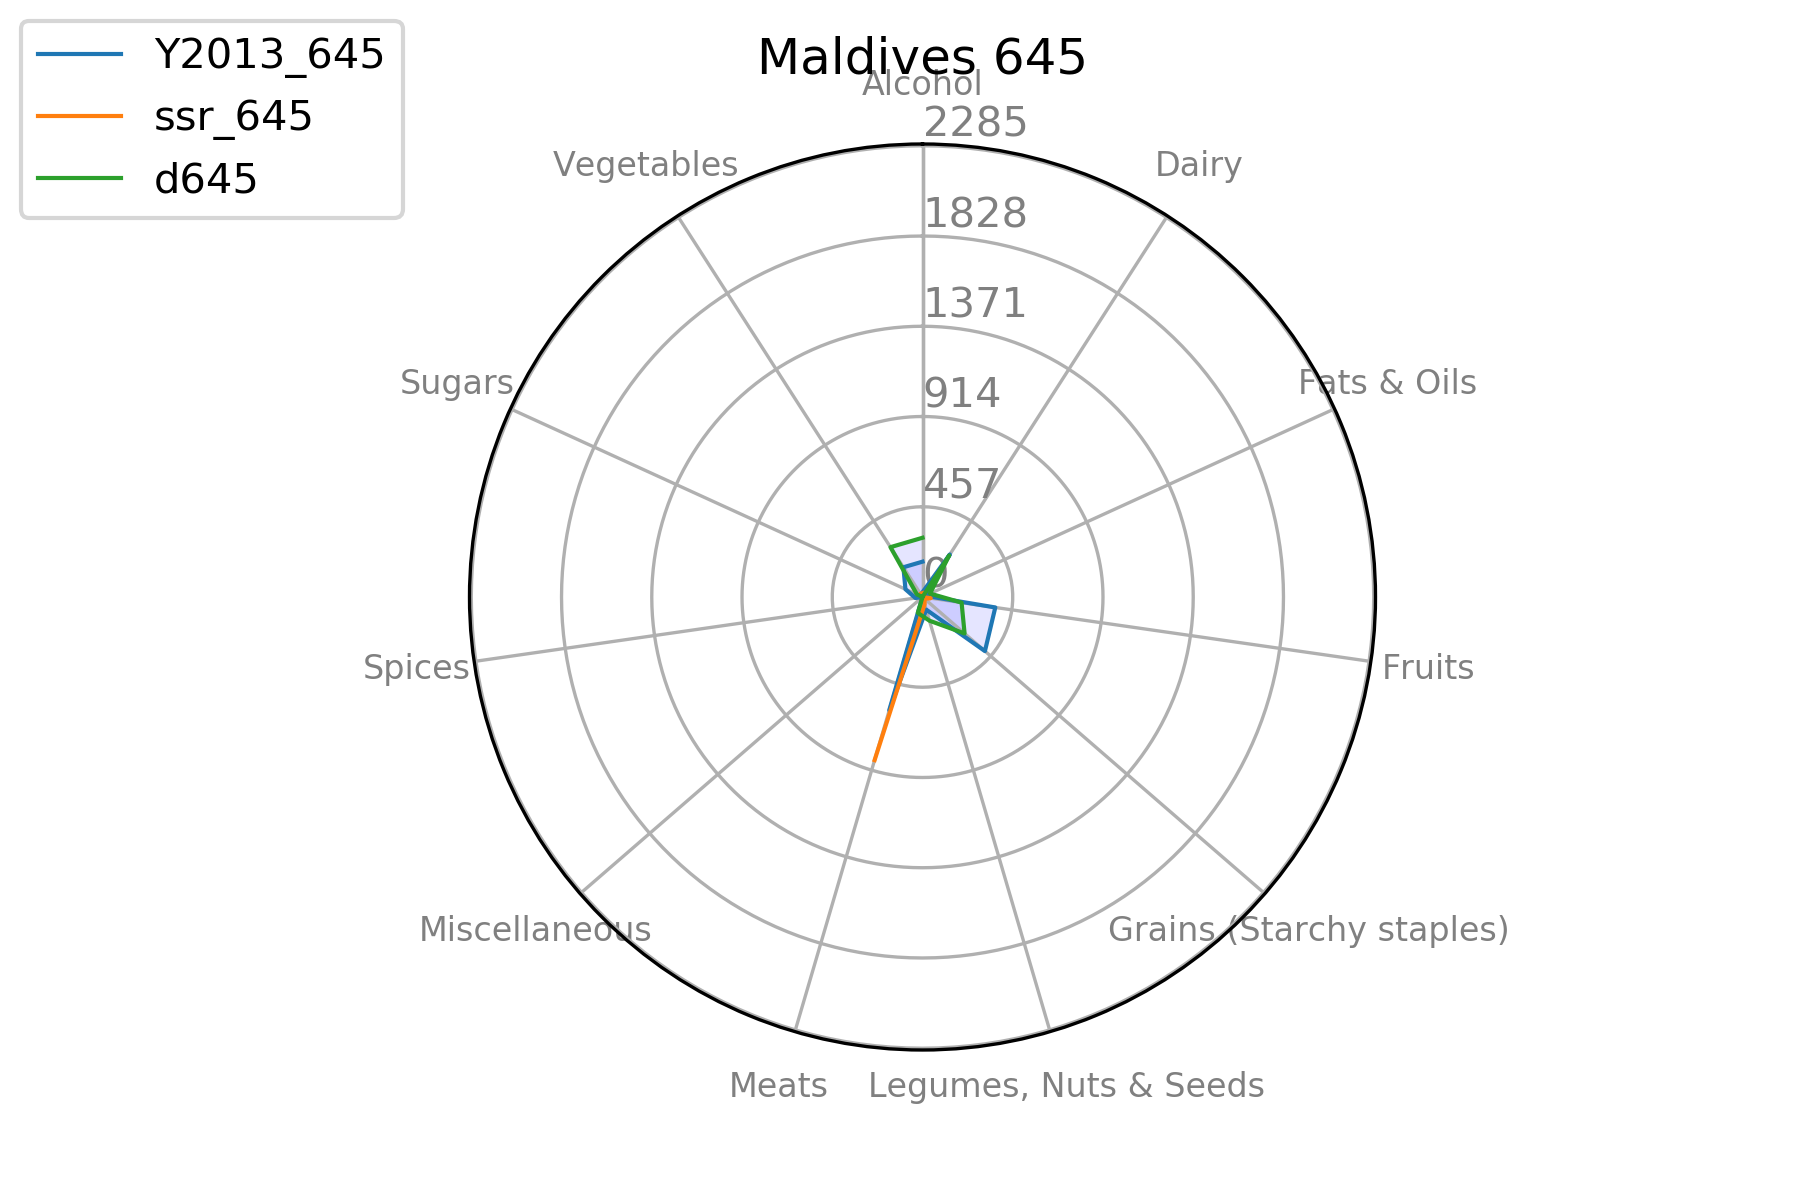 Y2013_645
ssr_645
d645
Maldives 645
Alcohol
2285
Vegetables
Dairy
1828
1371
Sugars
Fats & Oils
914
457
0
Spices
Fruits
Miscellaneous
Grains (Starchy staples)
Meats
Legumes, Nuts & Seeds